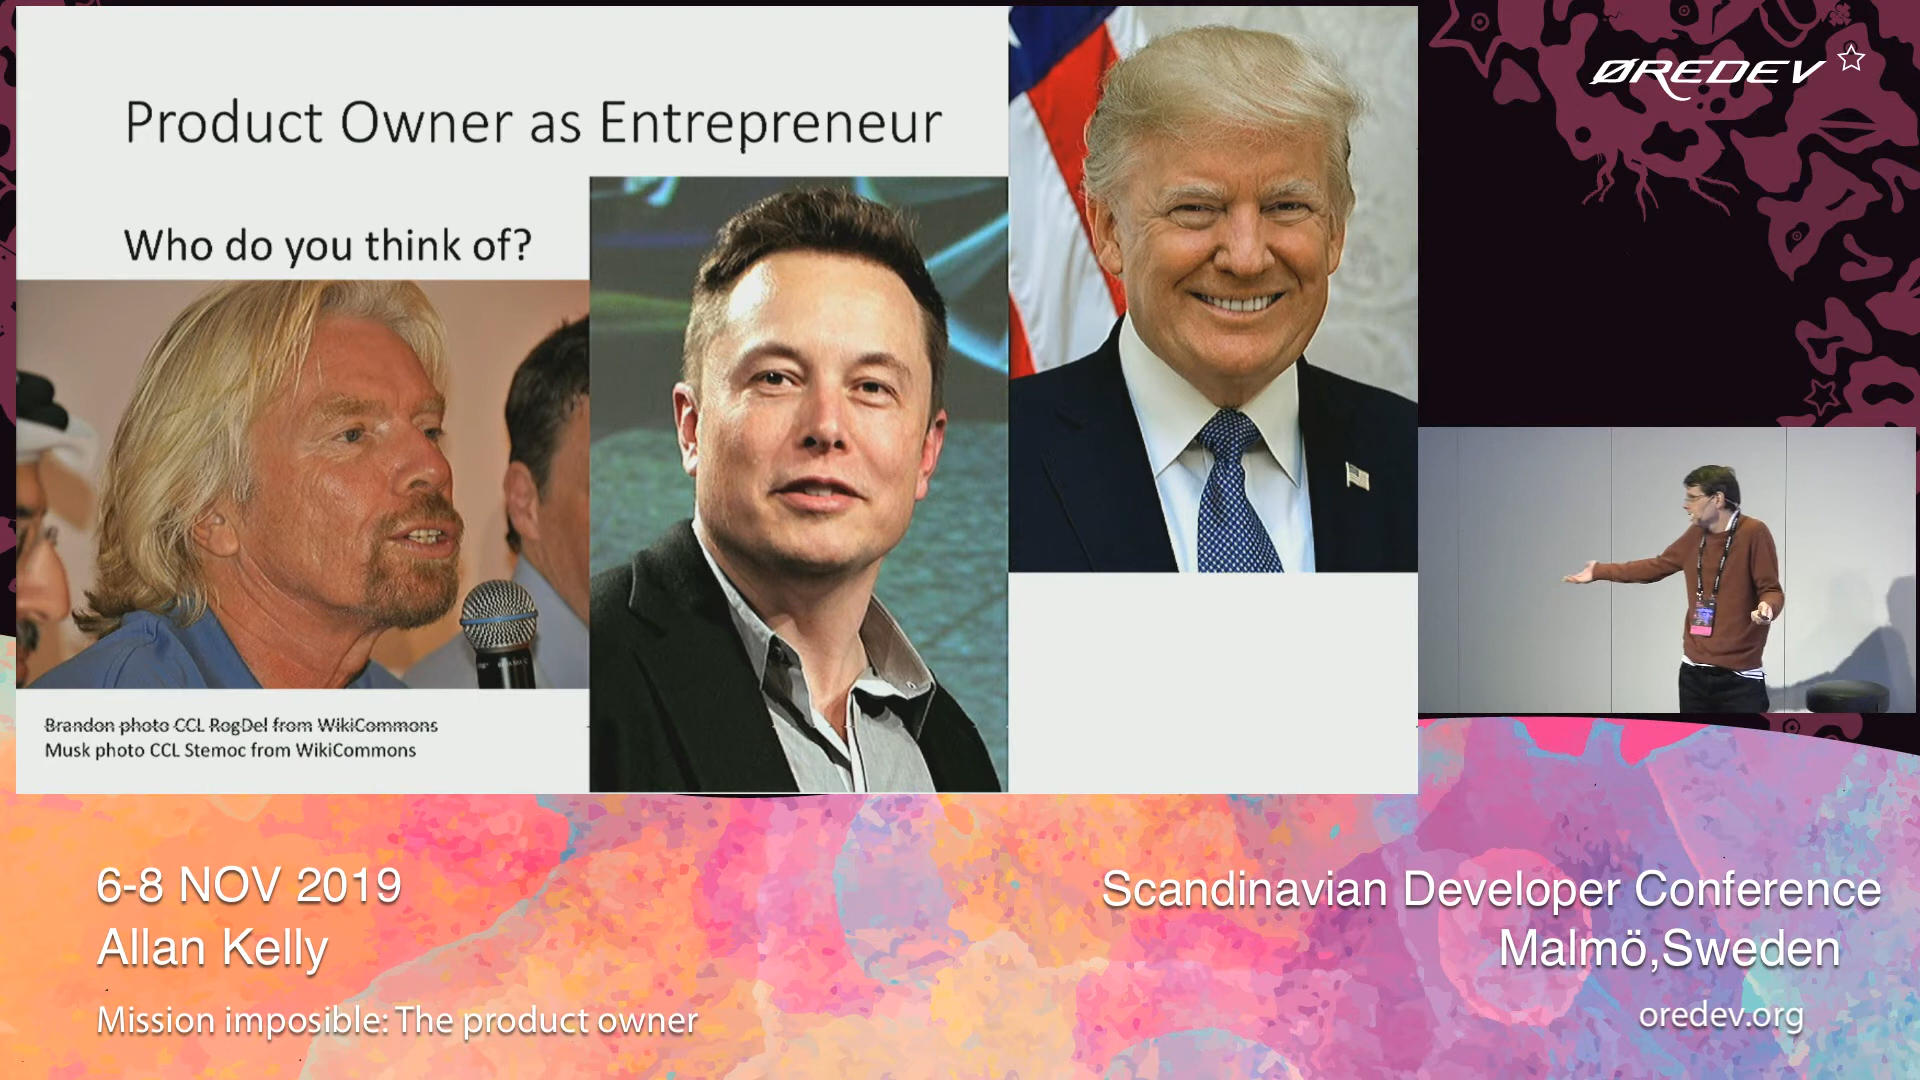 Product Owner as Entrepreneur
Who do you think of?
Brandon photo CCL RogDel from WikiCommons
Musk photo CCL Stemoc from WikiCommons
ØREDEV
6-8 NOV 2019
Allan Kelly
Mission imposible: The product owner
Scandinavian Developer Conference
Malmö,Sweden
oredev.org